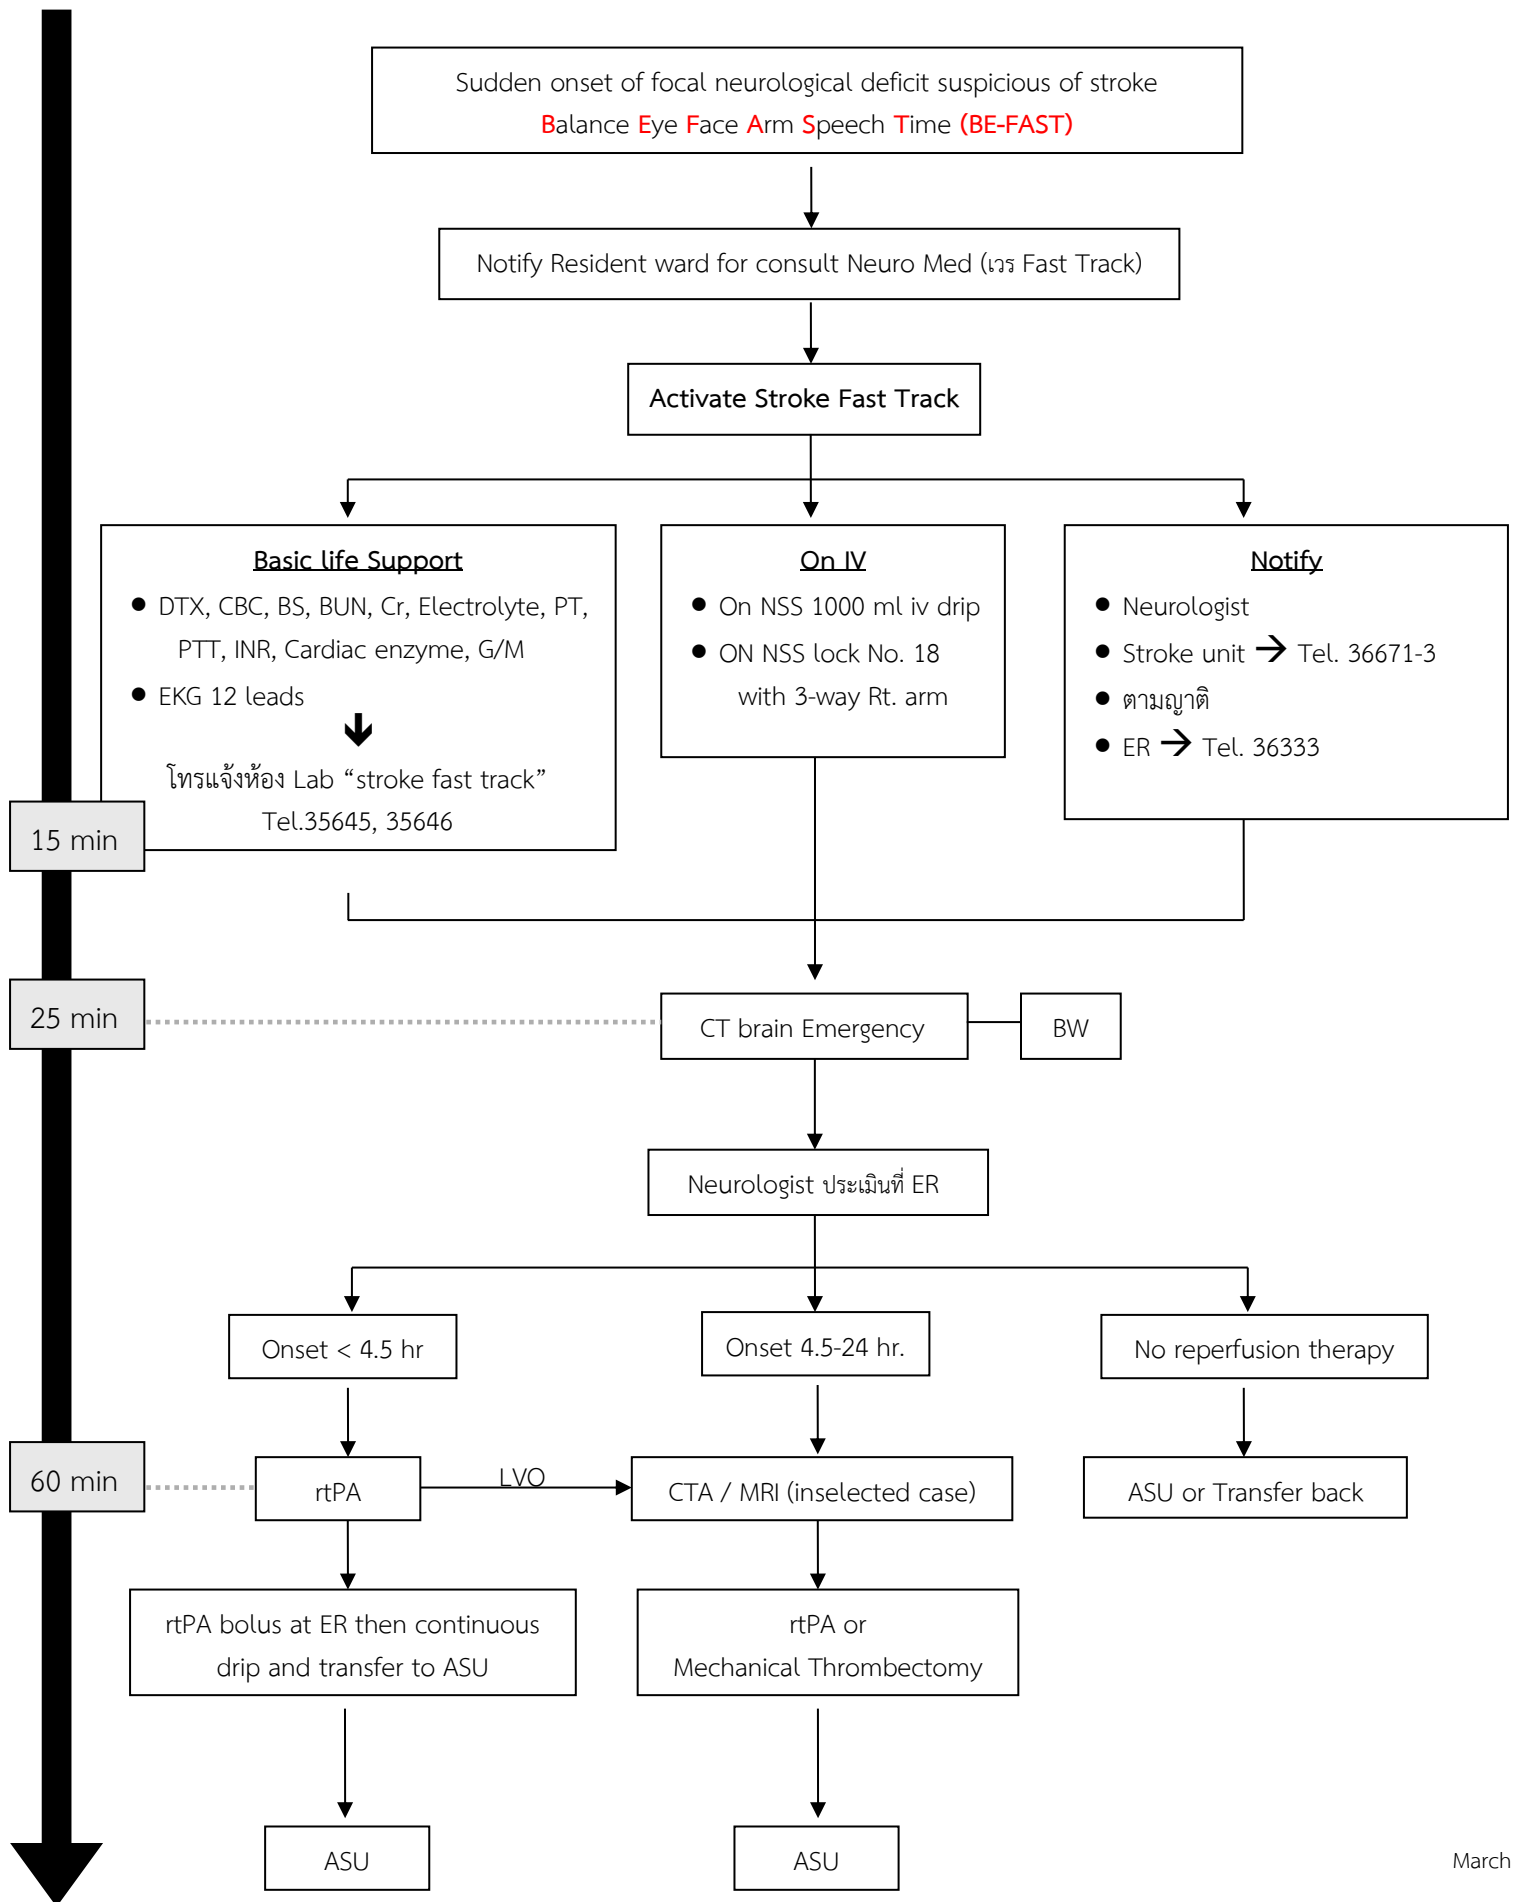 Sudden onset of focal neurological deficit suspicious of stroke
Balance Eye Face Arm Speech Time (BE-FAST)
Notify Resident ward for consult Neuro Med (เวร Fast Track)
Activate Stroke Fast Track
Basic life Support
● DTX, CBC, BS, BUN, Cr, Electrolyte, PT,
PTT, INR, Cardiac enzyme, G/M
● EKG 12 leads
โทรแจ้งห้อง Lab “stroke fast track”
Tel.35645, 35646
On IV
● On NSS 1000 ml iv drip
● ON NSS lock No. 18
with 3-way Rt. arm
Notify
● Neurologist
● Stroke unit → Tel. 36671-3
● ตามญาติ
● ER → Tel. 36333
15 min
25 min
CT brain Emergency
BW
Neurologist ประเมินที่ ER
Onset < 4.5 hr
Onset 4.5-24 hr.
No reperfusion therapy
60 min
rtPA
LVO
CTA / MRI (inselected case)
ASU or Transfer back
rtPA bolus at ER then continuous
drip and transfer to ASU
rtPA or
Mechanical Thrombectomy
ASU
ASU
March